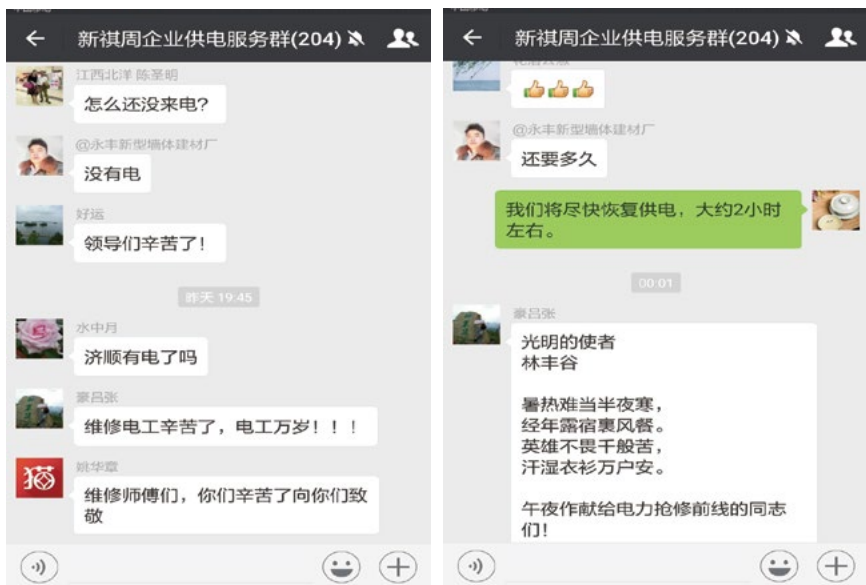 新祺周企业供电服务群(204)
江西北洋 陈圣明
怎么还没来电?
@永丰新型墙体建材厂
没有电
好运
领导们辛苦了!
昨天 19:45
水中月
济顺有电了吗
豪吕张
维修电工辛苦了，电工万岁！！！
姚华章
维修师傅们，你们辛苦了向你们致
敬
新祺周企业供电服务群(204)
@永丰新型墙体建材厂
还要多久
我们将尽快恢复供电，大约2小时
左右。
00:01
豪吕张
光明的使者
林丰谷
暑热难当半夜寒，
经年露宿裹风餐。
英雄不畏千般苦，
汗湿衣衫万户安。
午夜作献给电力抢修前线的同志
们!